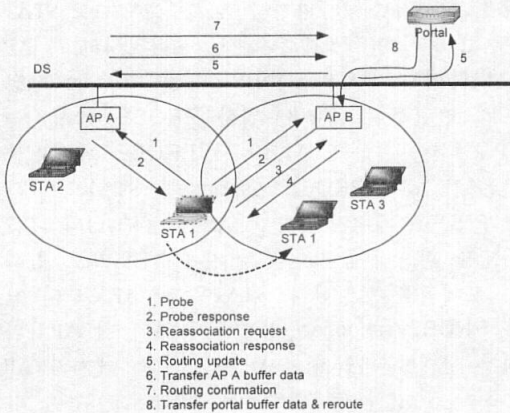 7
Portal
6
8
5
5
DS
AP A
AP B
1
1
2
2
3
4
STA 2
STA 3
STA 1
STA 1
1. Probe
2. Probe response
3. Reassociation request
4. Reassociation response
5. Routing update
6. Transfer AP A buffer data
7. Routing confirmation
8. Transfer portal buffer data & reroute